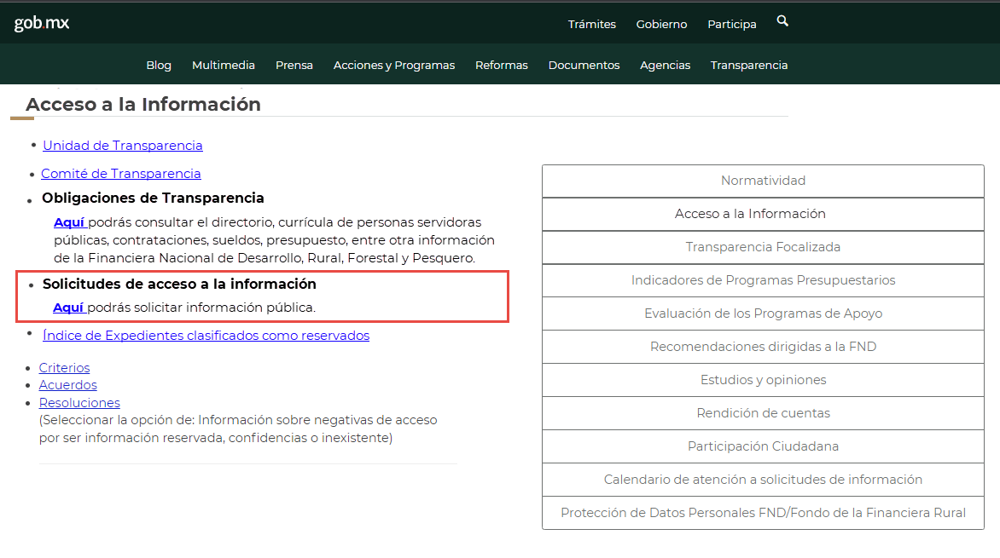 gob.mx
Trámites Gobierno Participa
Blog Multimedia Prensa Acciones y Programas Reformas Documentos Agencias Transparencia
Acceso a la Información
• Unidad de Transparencia
• Comité de Transparencia
• Obligaciones de Transparencia
Aquí podrás consultar el directorio, currícula de personas servidoras
públicas, contrataciones, sueldos, presupuesto, entre otra información
de la Financiera Nacional de Desarrollo, Rural, Forestal y Pesquero.
• Solicitudes de acceso a la información
Aquí podrás solicitar información pública.
• Índice de Expedientes clasificados como reservados
• Criterios
• Acuerdos
• Resoluciones
(Seleccionar la opción de: Información sobre negativas de acceso
por ser información reservada, confidencias o inexistente)
Normatividad
Acceso a la Información
Transparencia Focalizada
Indicadores de Programas Presupuestarios
Evaluación de los Programas de Apoyo
Recomendaciones dirigidas a la FND
Estudios y opiniones
Rendición de cuentas
Participación Ciudadana
Calendario de atención a solicitudes de información
Protección de Datos Personales FND/Fondo de la Financiera Rural